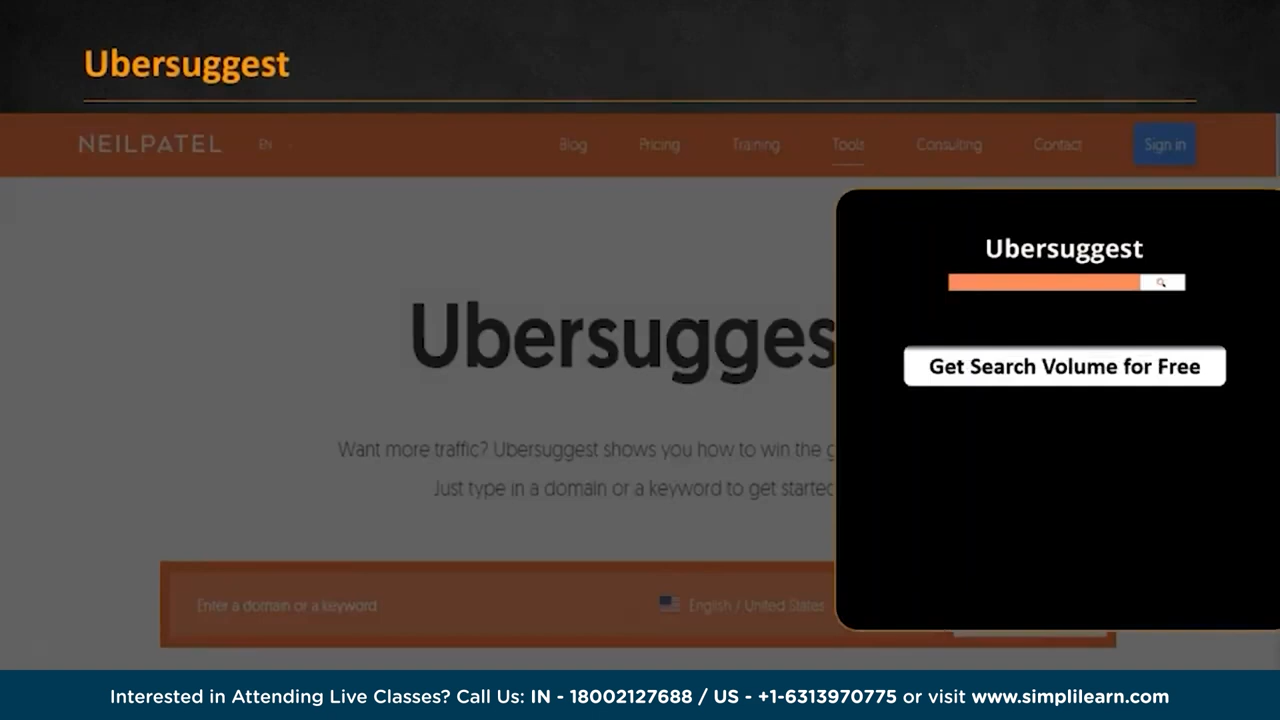 Ubersuggest
NEILPATEL EN Blog Pricing Training Tools Consulting Contact Sign in
Ubersuggest
Get Search Volume for Free
Ubersugges
Want more traffic? Ubersuggest shows you how to win the
Just type in a domain or a keyword to get started
Enter a domain or a keyword English / United States
Interested in Attending Live Classes? Call Us: IN - 18002127688 / US - +1-6313970775 or visit www.simplilearn.com